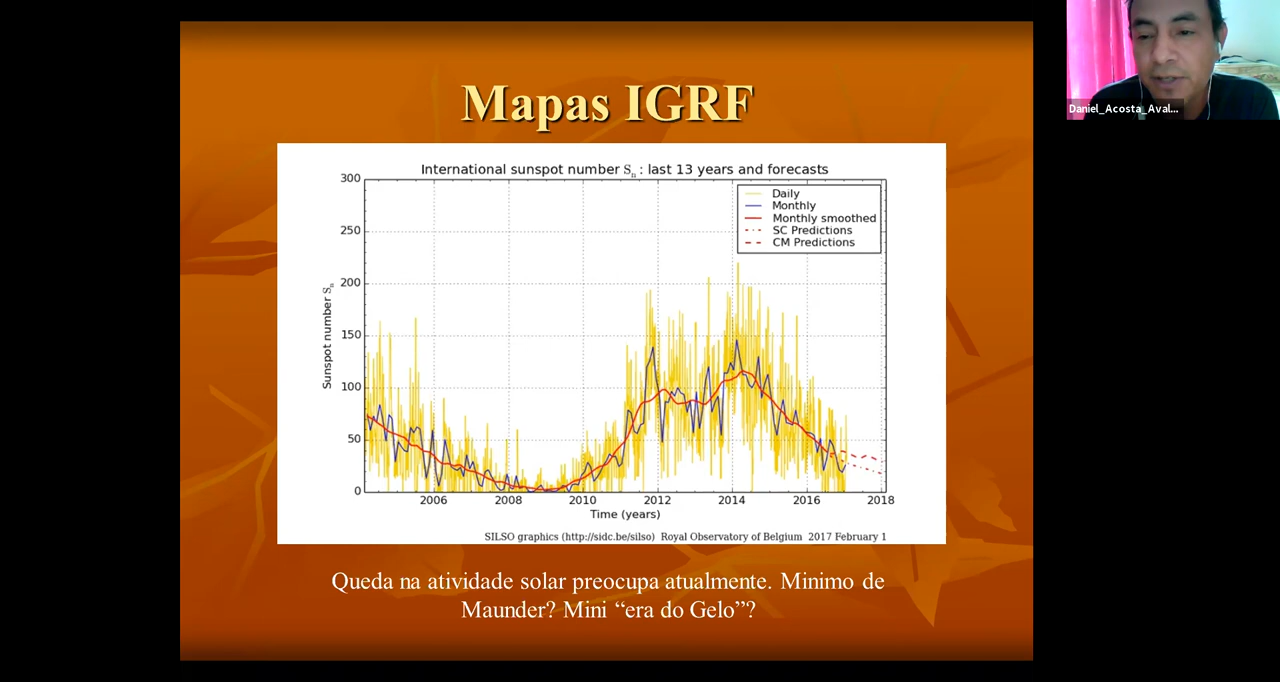 Mapas IGRF
International sunspot number Sn : last 13 years and forecasts
300
250
200
150
100
50
0
Sunspot number Sn
Daily
Monthly
Monthly smoothed
SC Predictions
CM Predictions
2006 2008 2010 2012 2014 2016 2018
Time (years)
SILSO graphics (http://sidc.be/silso) Royal Observatory of Belgium 2017 February 1
Queda na atividade solar preocupa atualmente. Minimo de
Maunder? Mini “era do Gelo”?
Daniel_Acosta_Aval...